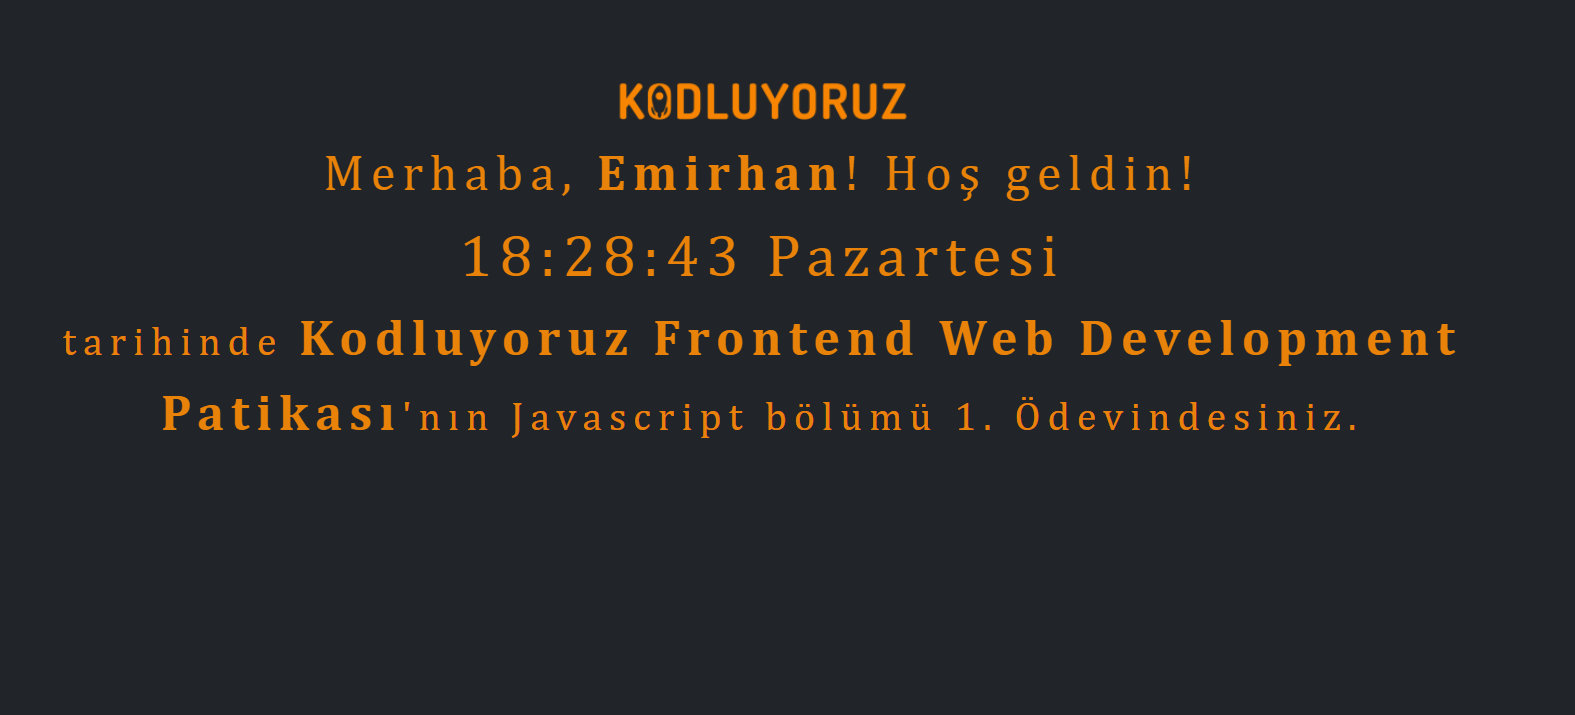 KODLUYORUZ
Merhaba, Emirhan! Hoş geldin!
18:28:43 Pazartesi
tarihinde Kodluyoruz Frontend Web Development
Patikası'nın Javascript bölümü 1. Ödevindesiniz.